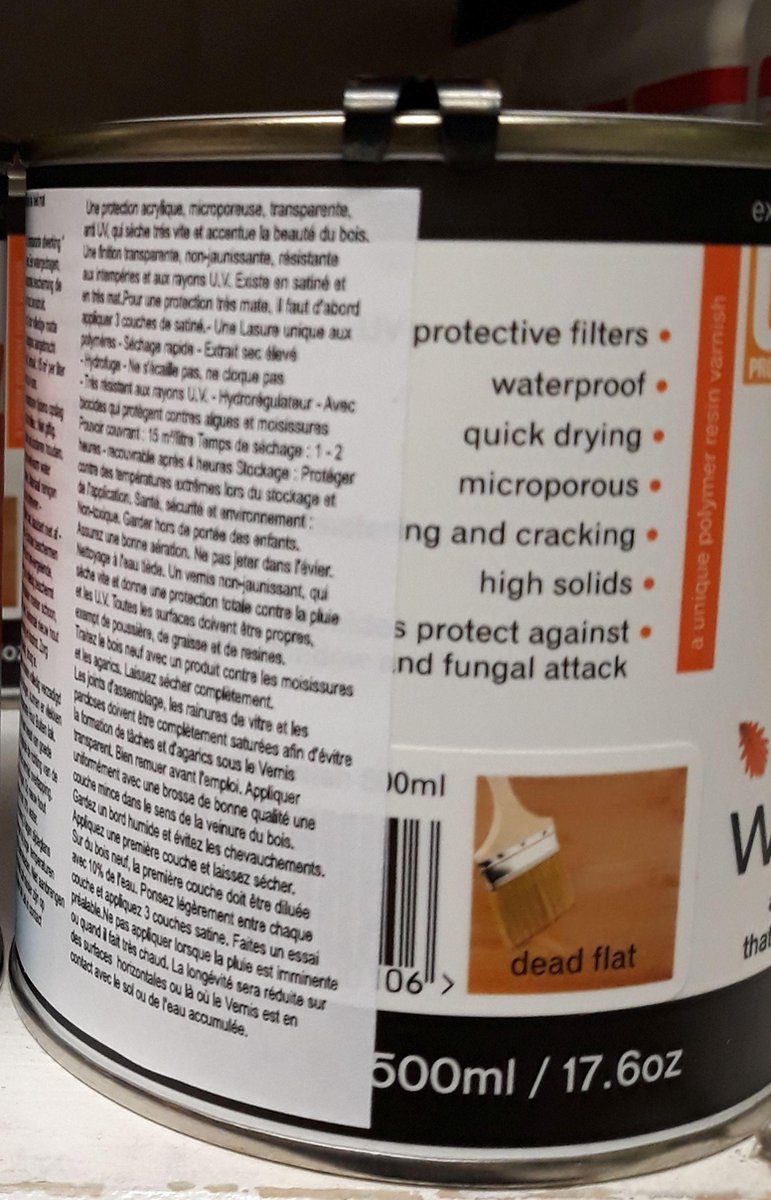 Une protection acrylique, microporeuse, transparente,
anti UV, qui sèche très vite et accentue la beauté du bois.
Une finition transparente, non-jaunissante, résistante
aux intempéries et aux rayons U.V. Existe en satiné et
en très mat.Pour une protection très mate, il faut d'abord
appliquer 3 couches de satiné.- Une Lasure unique aux
polymères - Séchage rapide - Extrait sec élevé
- Hydrofuge - Ne s'écaille pas, ne cloque pas
- Très résistant aux rayons U.V. - Hydrorégulateur - Avec
biocides qui protègent contres algues et moisissures
Pouvoir couvrant : 15 m²/litre Temps de séchage : 1 - 2
heures - recouvrable après 4 heures Stockage : Protéger
contre des températures extrêmes lors du stockage et
de l'application. Santé, sécurité et environnement :
Non-toxique. Garder hors de portée des enfants.
Assurez une bonne aération. Ne pas jeter dans l'évier.
Nettoyage à l'eau tiède. Un vernis non-jaunissant, qui
sèche vite et donne une protection totale contre la pluie
et les U.V. Toutes les surfaces doivent être propres,
exempt de poussière, de graisse et de resines.
Traitez le bois neuf avec un produit contre les moisissures
et les agarics. Laissez sécher complètement.
Les joints d'assemblage, les rainures de vitre et les
parcloses doivent être complètement saturées afin d'évitre
la formation de tâches et d'agarics sous le Vernis
transparent. Bien remuer avant l'emploi. Appliquer
uniformément avec une brosse de bonne qualité une
couche mince dans le sens de la veinure du bois.
Gardez un bord humide et évitez les chevauchements.
Appliquez une première couche et laissez sécher.
Sur du bois neuf, la première couche doit être diluée
avec 10% de l'eau. Ponsez légèrement entre chaque
couche et appliquez 3 couches satine. Faites un essai
préalable.Ne pas appliquer lorsque la pluie est imminente
ou quand il fait très chaud. La longévité sera réduite sur
des surfaces horizontales ou là où le Vernis est en
contact avec le sol ou de l'eau accumulée.
protective filters •
waterproof •
quick drying •
microporous •
ng and cracking •
high solids •
s protect against •
nd fungal attack
a unique polymer resin varnish
ex
00ml
106 >
dead flat
W
that
500ml / 17.6oz